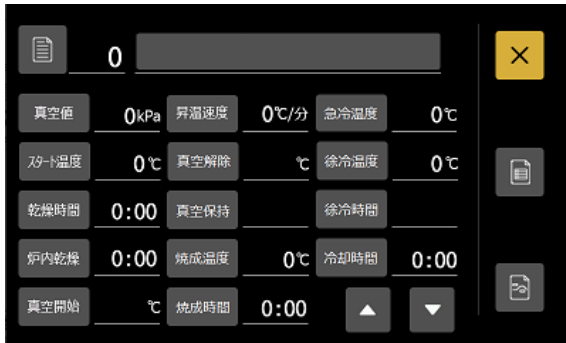 0
真空値 0kPa 昇温速度 0℃/分 急冷温度 0℃
スタート温度 0℃ 真空解除 ℃ 徐冷温度 0℃
乾燥時間 0:00 真空保持 徐冷時間
炉内乾燥 0:00 焼成温度 0℃ 冷却時間 0:00
真空開始 ℃ 焼成時間 0:00